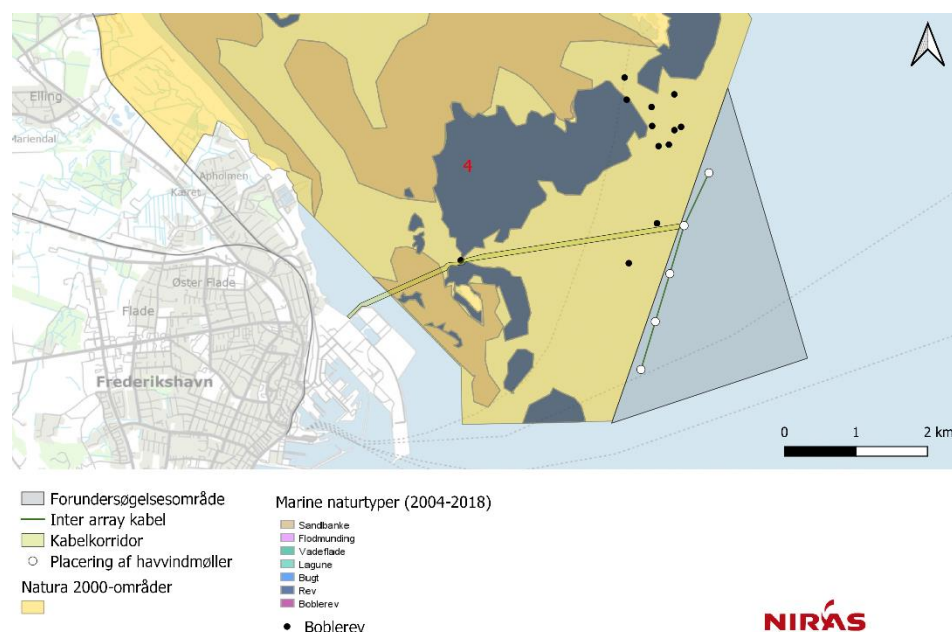 Elling
Mariendal
Apholmen
Kæret
4
Øster Flade
Flade
Frederikshavn
0 1 2 km
Forundersøgelsesområde
Inter array kabel
Kabelkorridor
Placering af havvindmøller
Natura 2000-områder
Marine naturtyper (2004-2018)
Sandbanke
Flodmunding
Vadeflade
Lagune
Bugt
Rev
Boblerev
Boblerev
NIRAS